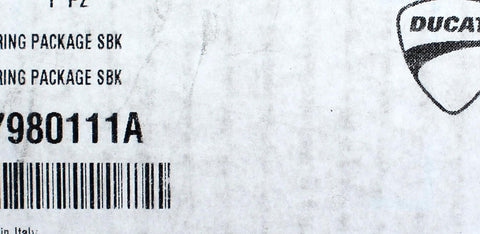 1 PZ
RING PACKAGE SBK
RING PACKAGE SBK
7980111A
in Italy
DUCAT